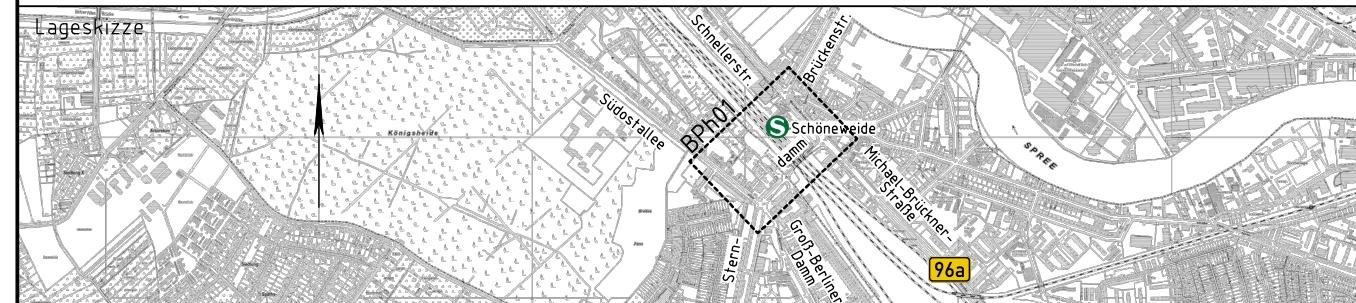 Lageskizze
Schnellerstr.
Brückenstr.
Südostallee
BPh01
S
Schöneweide
Königsheide
damm
SPREE
Michael-Brückner-
Straße
Stern-
Groß-Berliner
Damm
96a